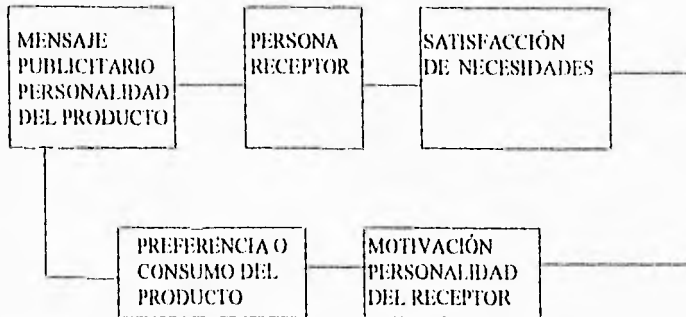 MENSAJE
PUBLICITARIO
PERSONALIDAD
DEL PRODUCTO
PERSONA
RECEPTOR
SATISFACCIÓN
DE NECESIDADES
PREFERENCIA O
CONSUMO DEL
PRODUCTO
MOTIVACIÓN
PERSONALIDAD
DEL RECEPTOR